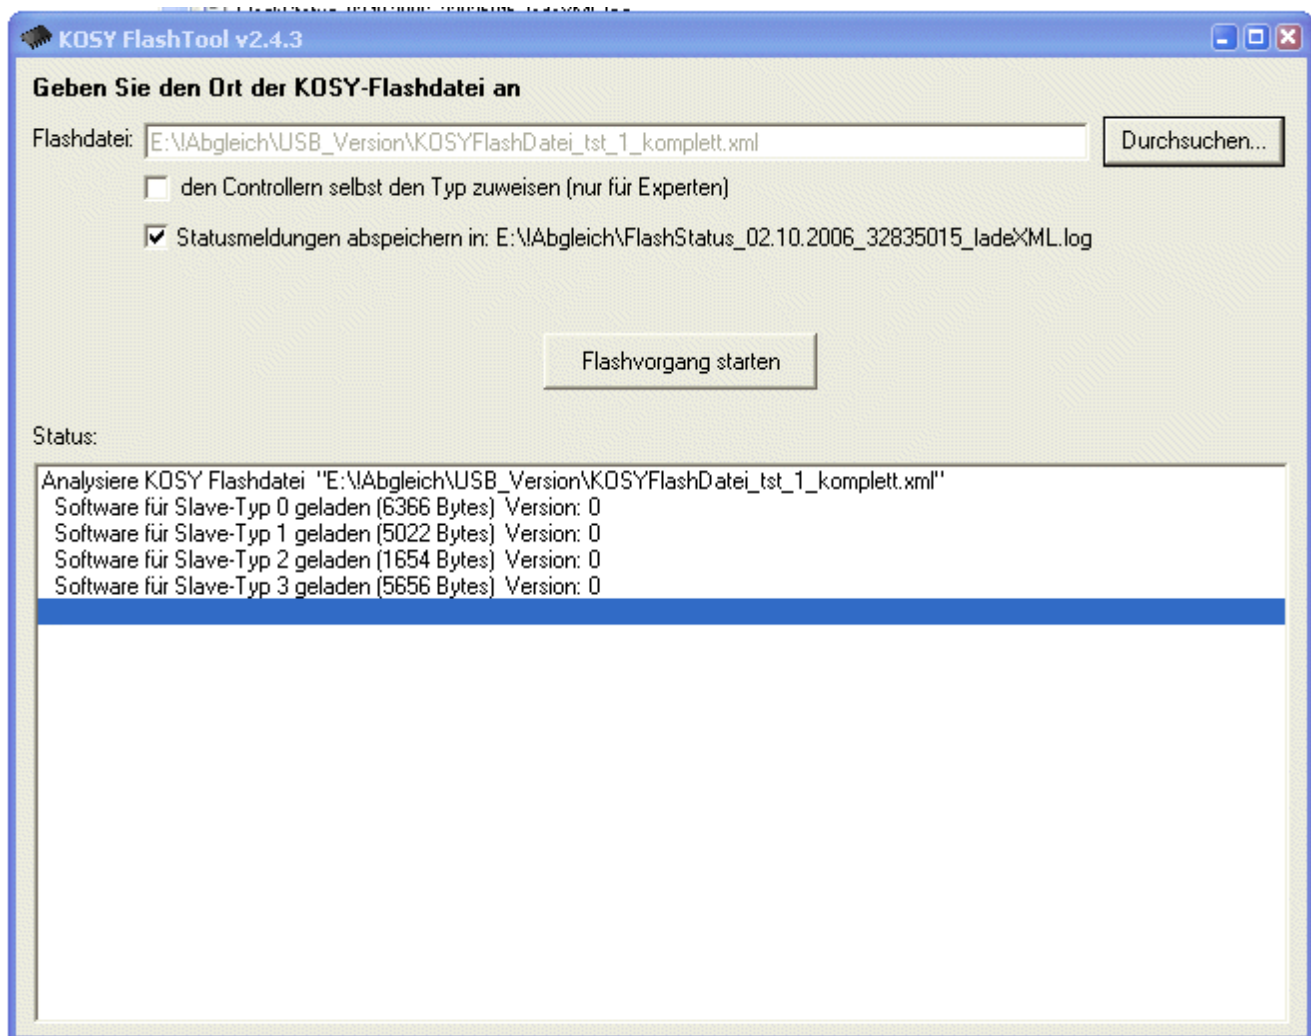 KOSY FlashTool v2.4.3
Geben Sie den Ort der KOSY-Flashdatei an
Flashdatei: E:\!Abgleich\USB_Version\KOSYFlashDatei_tst_1_komplett.xml Durchsuchen...
den Controllern selbst den Typ zuweisen (nur für Experten)
Statusmeldungen abspeichern in: E:\!Abgleich\FlashStatus_02.10.2006_32835015_ladeXML.log
Flashvorgang starten
Status:
Analysiere KOSY Flashdatei "E:\!Abgleich\USB_Version\KOSYFlashDatei_tst_1_komplett.xml"
Software für Slave-Typ 0 geladen (6366 Bytes) Version: 0
Software für Slave-Typ 1 geladen (5022 Bytes) Version: 0
Software für Slave-Typ 2 geladen (1654 Bytes) Version: 0
Software für Slave-Typ 3 geladen (5656 Bytes) Version: 0